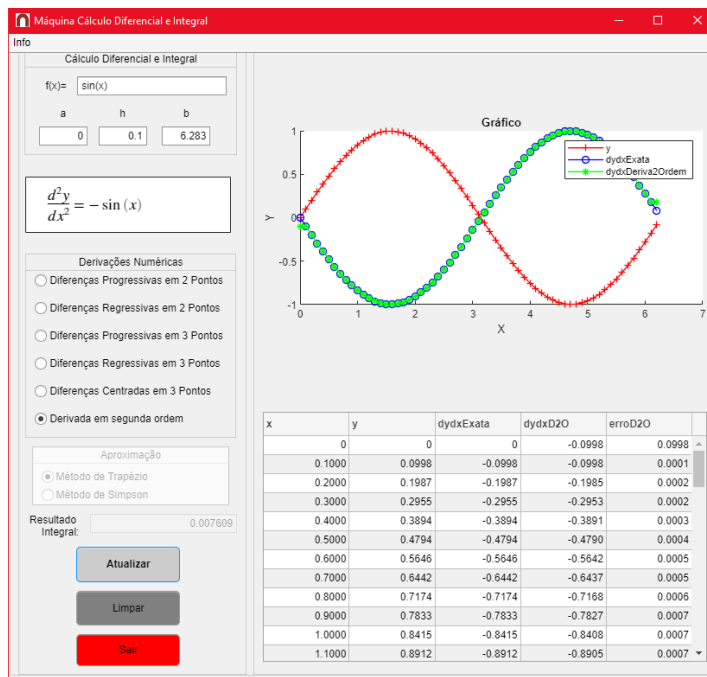 Máquina Cálculo Diferencial e Integral
Info
Cálculo Diferencial e Integral
f(x)= sin(x)
a h b
0 0.1 6.283
d²y/dx² = − sin (x)
Derivações Numéricas
Diferenças Progressivas em 2 Pontos
Diferenças Regressivas em 2 Pontos
Diferenças Progressivas em 3 Pontos
Diferenças Regressivas em 3 Pontos
Diferenças Centradas em 3 Pontos
Derivada em segunda ordem
Aproximação
Método de Trapézio
Método de Simpson
Resultado
Integral:
0.007609
Atualizar
Limpar
Sair
Gráfico
y
dydxExata
dydxDeriva2Ordem
1
0.5
0
-0.5
-1
Y
0 1 2 3 4 5 6 7
X
x y dydxExata dydxD2O erroD2O
0 0 0 -0.0998 0.0998
0.1000 0.0998 -0.0998 -0.0998 0.0001
0.2000 0.1987 -0.1987 -0.1985 0.0002
0.3000 0.2955 -0.2955 -0.2953 0.0002
0.4000 0.3894 -0.3894 -0.3891 0.0003
0.5000 0.4794 -0.4794 -0.4790 0.0004
0.6000 0.5646 -0.5646 -0.5642 0.0005
0.7000 0.6442 -0.6442 -0.6437 0.0005
0.8000 0.7174 -0.7174 -0.7168 0.0006
0.9000 0.7833 -0.7833 -0.7827 0.0007
1.0000 0.8415 -0.8415 -0.8408 0.0007
1.1000 0.8912 -0.8912 -0.8905 0.0007